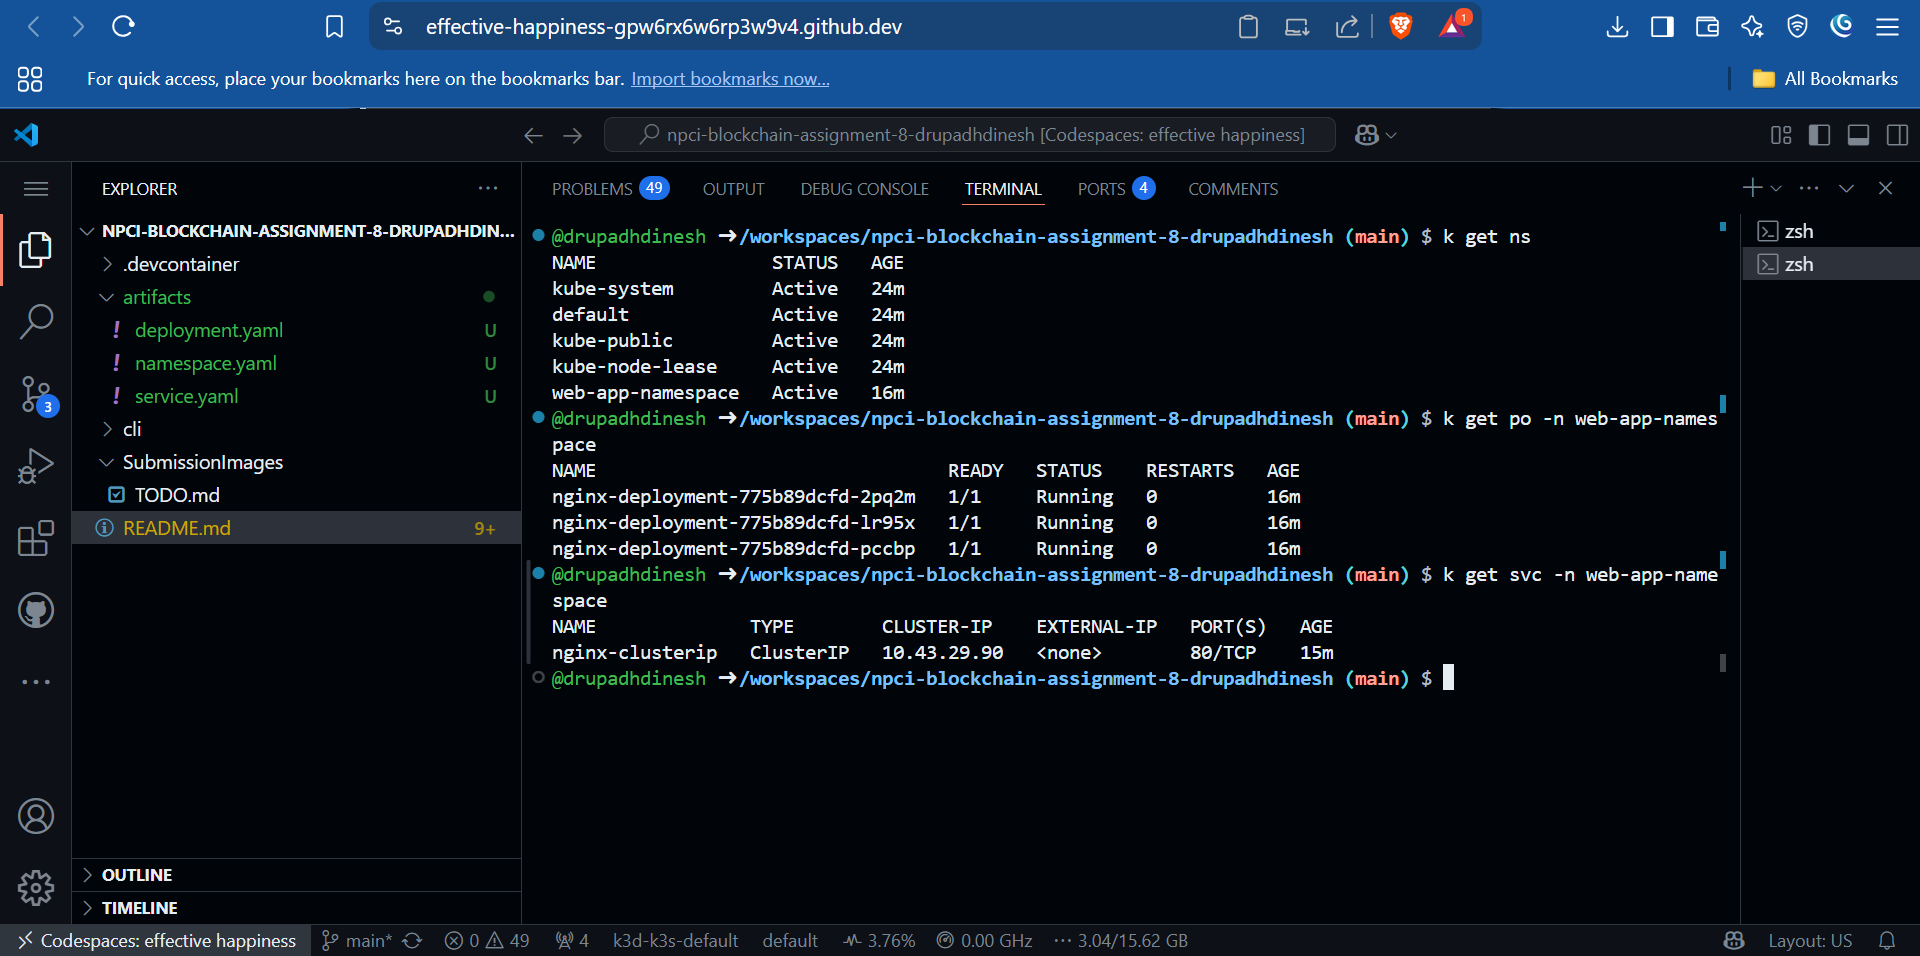 effective-happiness-gpw6rx6w6rp3w9v4.github.dev
1
For quick access, place your bookmarks here on the bookmarks bar. Import bookmarks now...
All Bookmarks
npci-blockchain-assignment-8-drupadhdinesh [Codespaces: effective happiness]
EXPLORER
NPCI-BLOCKCHAIN-ASSIGNMENT-8-DRUPADHDIN...
.devcontainer
artifacts
! deployment.yaml U
! namespace.yaml U
! service.yaml U
cli
SubmissionImages
TODO.md
README.md 9+
3
OUTLINE
TIMELINE
PROBLEMS 49 OUTPUT DEBUG CONSOLE TERMINAL PORTS 4 COMMENTS
@drupadhdinesh ➜/workspaces/npci-blockchain-assignment-8-drupadhdinesh (main) $ k get ns
NAME STATUS AGE
kube-system Active 24m
default Active 24m
kube-public Active 24m
kube-node-lease Active 24m
web-app-namespace Active 16m
@drupadhdinesh ➜/workspaces/npci-blockchain-assignment-8-drupadhdinesh (main) $ k get po -n web-app-names
pace
NAME READY STATUS RESTARTS AGE
nginx-deployment-775b89dcfd-2pq2m 1/1 Running 0 16m
nginx-deployment-775b89dcfd-lr95x 1/1 Running 0 16m
nginx-deployment-775b89dcfd-pccbp 1/1 Running 0 16m
@drupadhdinesh ➜/workspaces/npci-blockchain-assignment-8-drupadhdinesh (main) $ k get svc -n web-app-name
space
NAME TYPE CLUSTER-IP EXTERNAL-IP PORT(S) AGE
nginx-clusterip ClusterIP 10.43.29.90 <none> 80/TCP 15m
@drupadhdinesh ➜/workspaces/npci-blockchain-assignment-8-drupadhdinesh (main) $
zsh
zsh
Codespaces: effective happiness main* 0 49 4 k3d-k3s-default default 3.76% 0.00 GHz 3.04/15.62 GB Layout: US